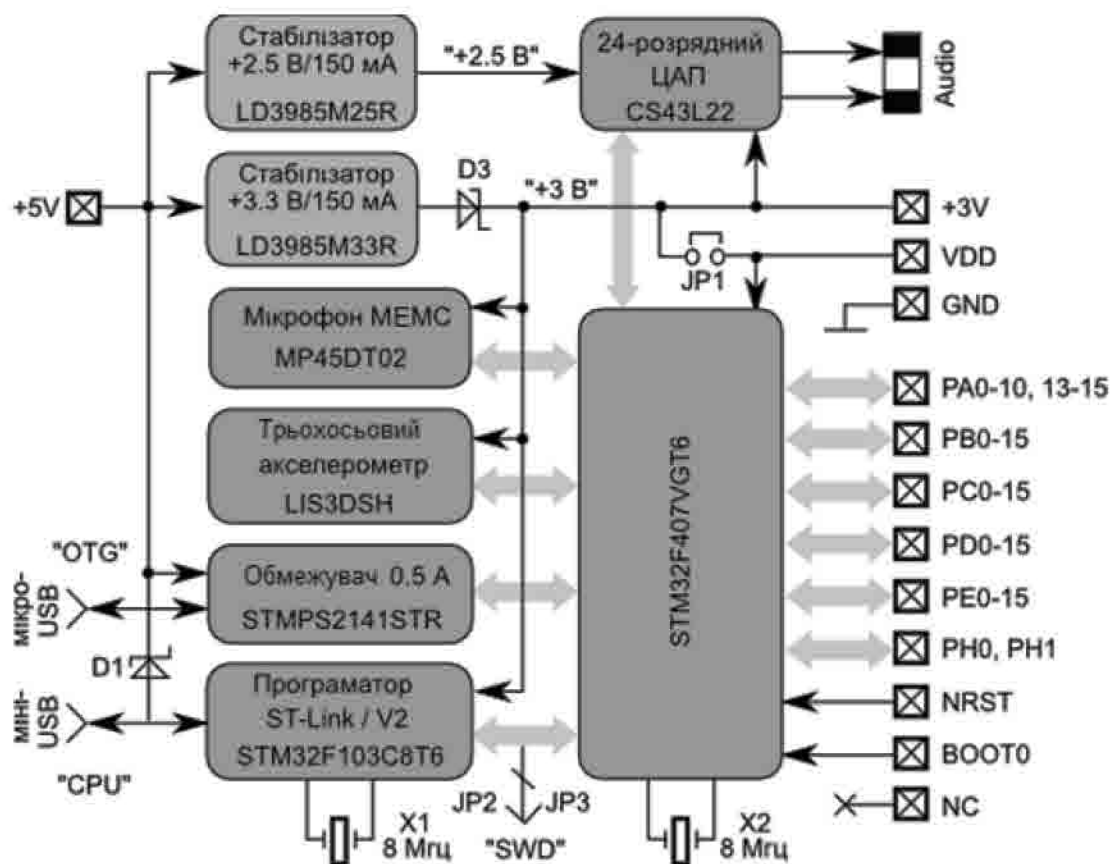 Стабілізатор
+2.5 В/150 мА
LD3985M25R
"+2.5 В"
24-розрядний
ЦАП
CS43L22
Audio
+5V
Стабілізатор
+3.3 В/150 мА
LD3985M33R
D3
"+3 В"
+3V
VDD
JP1
GND
Мікрофон МЕМС
MP45DT02
Трьохосьовий
акселерометр
LIS3DSH
STM32F407VGT6
PA0-10, 13-15
PB0-15
PC0-15
PD0-15
PE0-15
PH0, PH1
NRST
BOOT0
NC
"OTG"
мікро-
USB
Обмежувач 0.5 А
STMPS2141STR
D1
міні-
USB
"CPU"
Програматор
ST-Link / V2
STM32F103C8T6
X1
8 Мгц
JP2
JP3
"SWD"
X2
8 Мгц